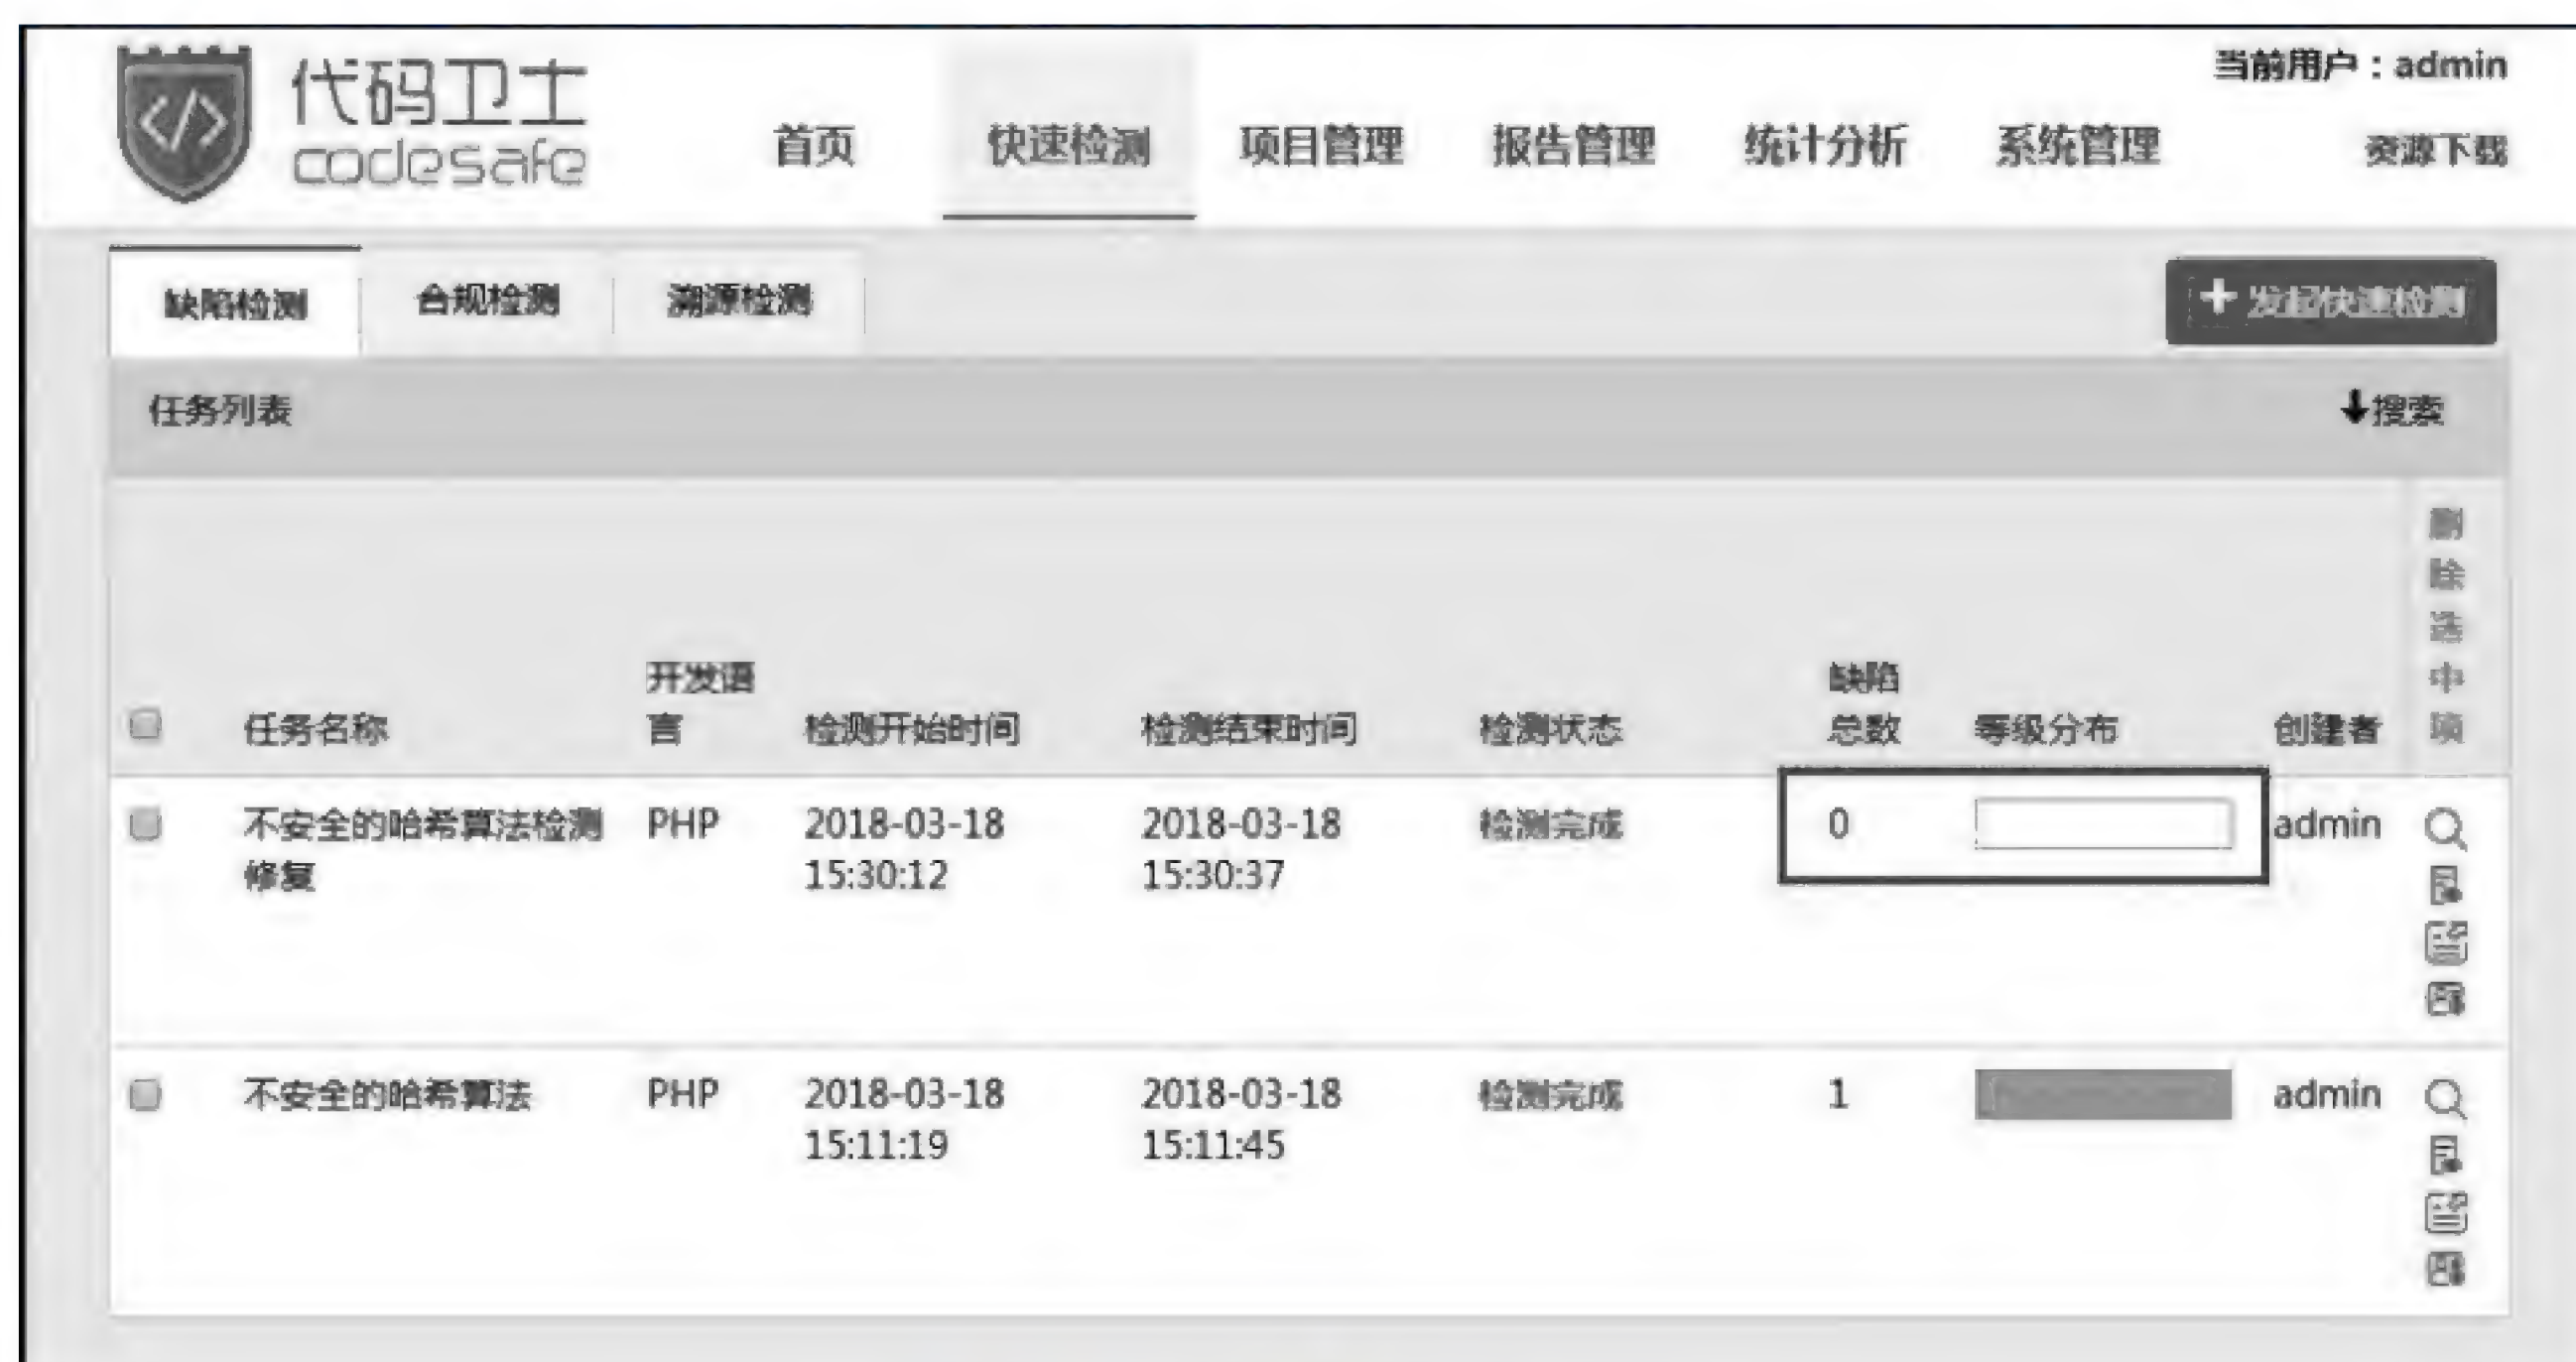 代码卫士
codesafe
当前用户：admin
首页 快速检测 项目管理 报告管理 统计分析 系统管理 资源下载
缺陷检测 合规检测 溯源检测 +发起快速检测
任务列表 搜索
任务名称 开发语言 检测开始时间 检测结束时间 检测状态 缺陷总数 等级分布 创建者 删除选中项
不安全的哈希算法检测 PHP 2018-03-18 2018-03-18 检测完成 0 admin
修复 15:30:12 15:30:37
不安全的哈希算法 PHP 2018-03-18 2018-03-18 检测完成 1 admin
15:11:19 15:11:45